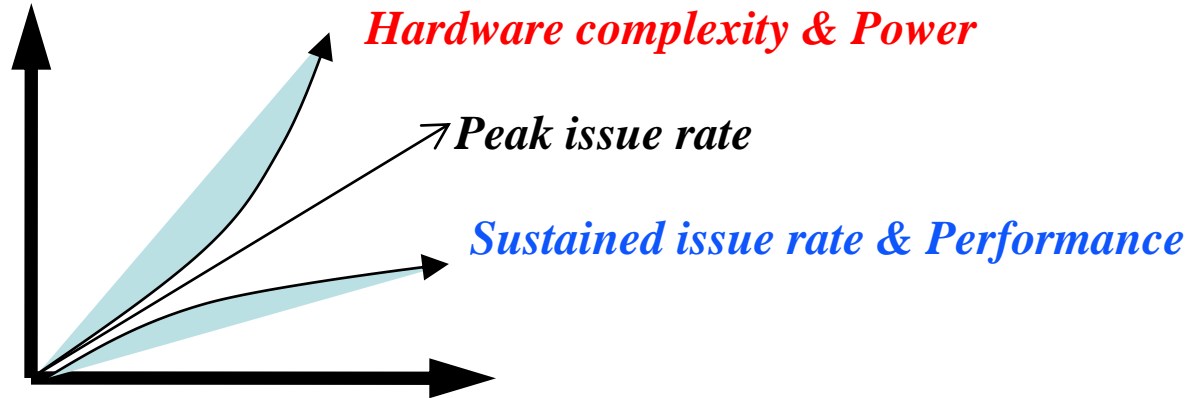 Hardware complexity & Power
Peak issue rate
Sustained issue rate & Performance